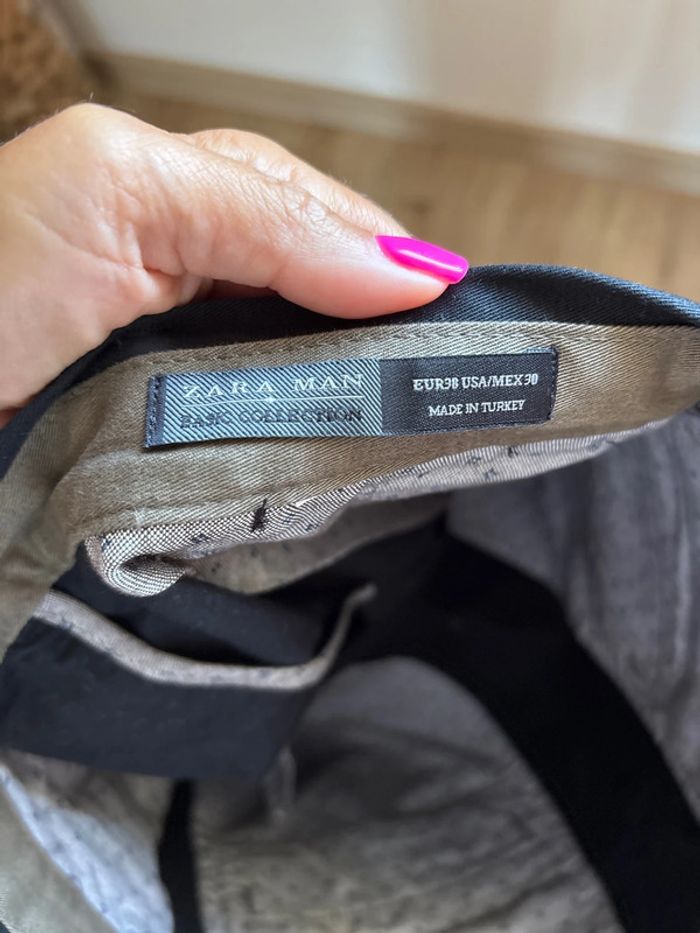 ZARA MAN
BASIC COLLECTION
EUR38 USA/MEX30
MADE IN TURKEY